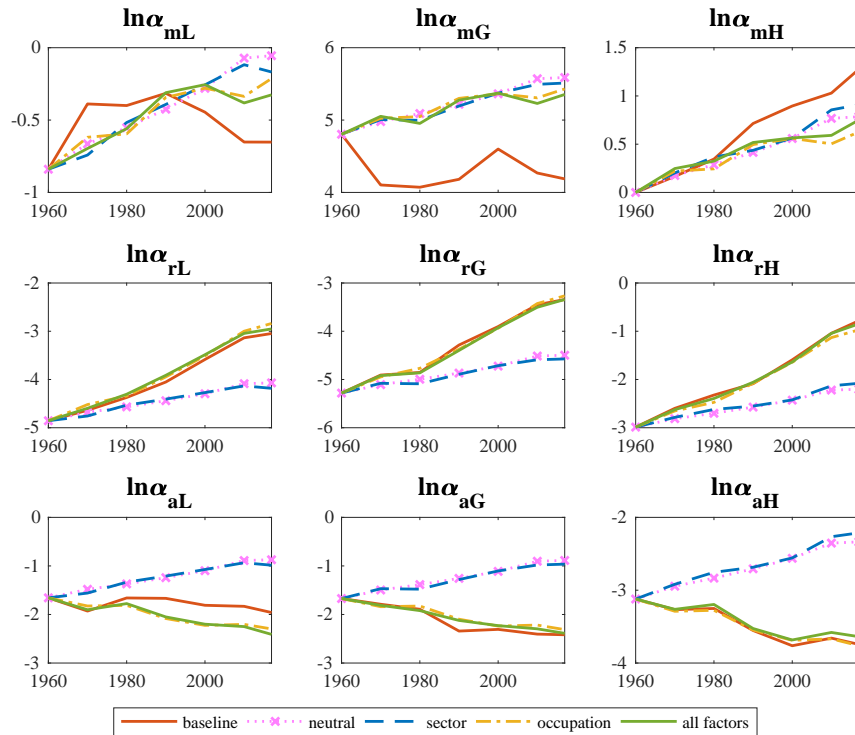 lnα_mL lnα_mG lnα_mH
0 6 1.5
1
-0.5 5
0.5
-1 4 0
1960 1980 2000 1960 1980 2000 1960 1980 2000
lnα_rL lnα_rG lnα_rH
-2 -3 0
-3 -4 -1
-4 -5 -2
-5 -6 -3
1960 1980 2000 1960 1980 2000 1960 1980 2000
lnα_aL lnα_aG lnα_aH
0 0 -2
-1 -1
-3
-2 -2
-3 -3 -4
1960 1980 2000 1960 1980 2000 1960 1980 2000
baseline neutral sector occupation all factors